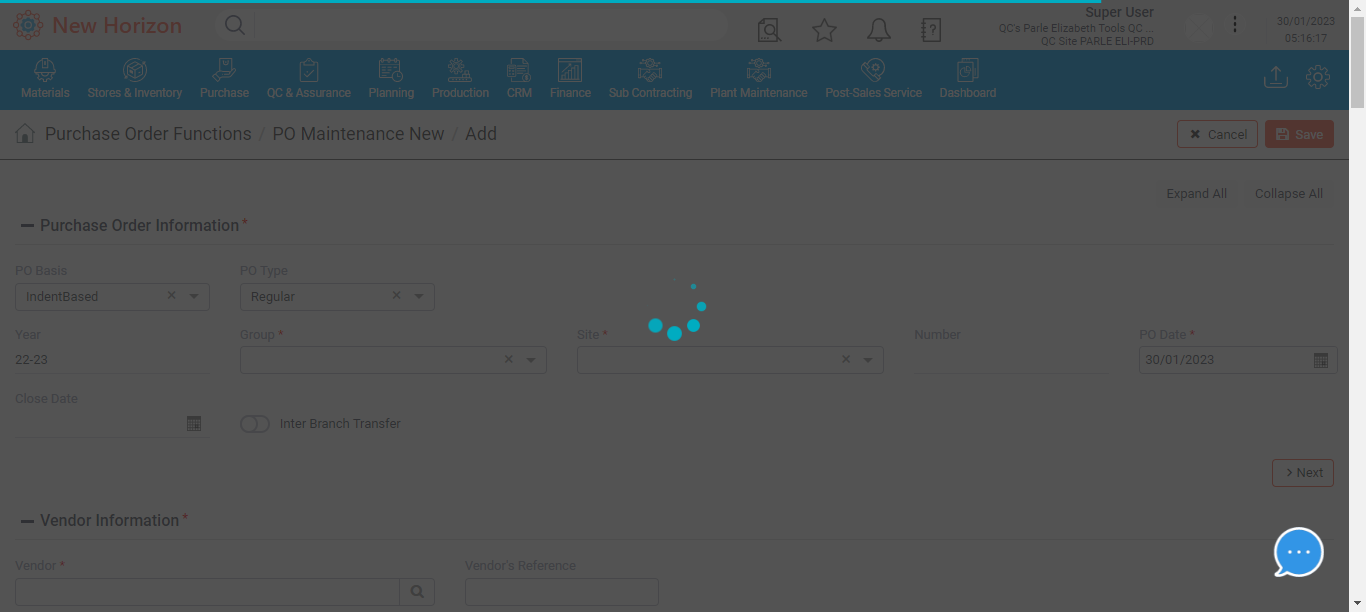 New Horizon
Super User
QC's Parle Elizabeth Tools QC ...
QC Site PARLE ELI-PRD
30/01/2023
05:16:17
Materials Stores & Inventory Purchase QC & Assurance Planning Production CRM Finance Sub Contracting Plant Maintenance Post-Sales Service Dashboard
Purchase Order Functions / PO Maintenance New / Add
Cancel Save
Expand All Collapse All
Purchase Order Information *
PO Basis PO Type
IndentBased Regular
Year Group * Site * Number PO Date *
22-23 30/01/2023
Close Date
Inter Branch Transfer
> Next
Vendor Information *
Vendor * Vendor's Reference